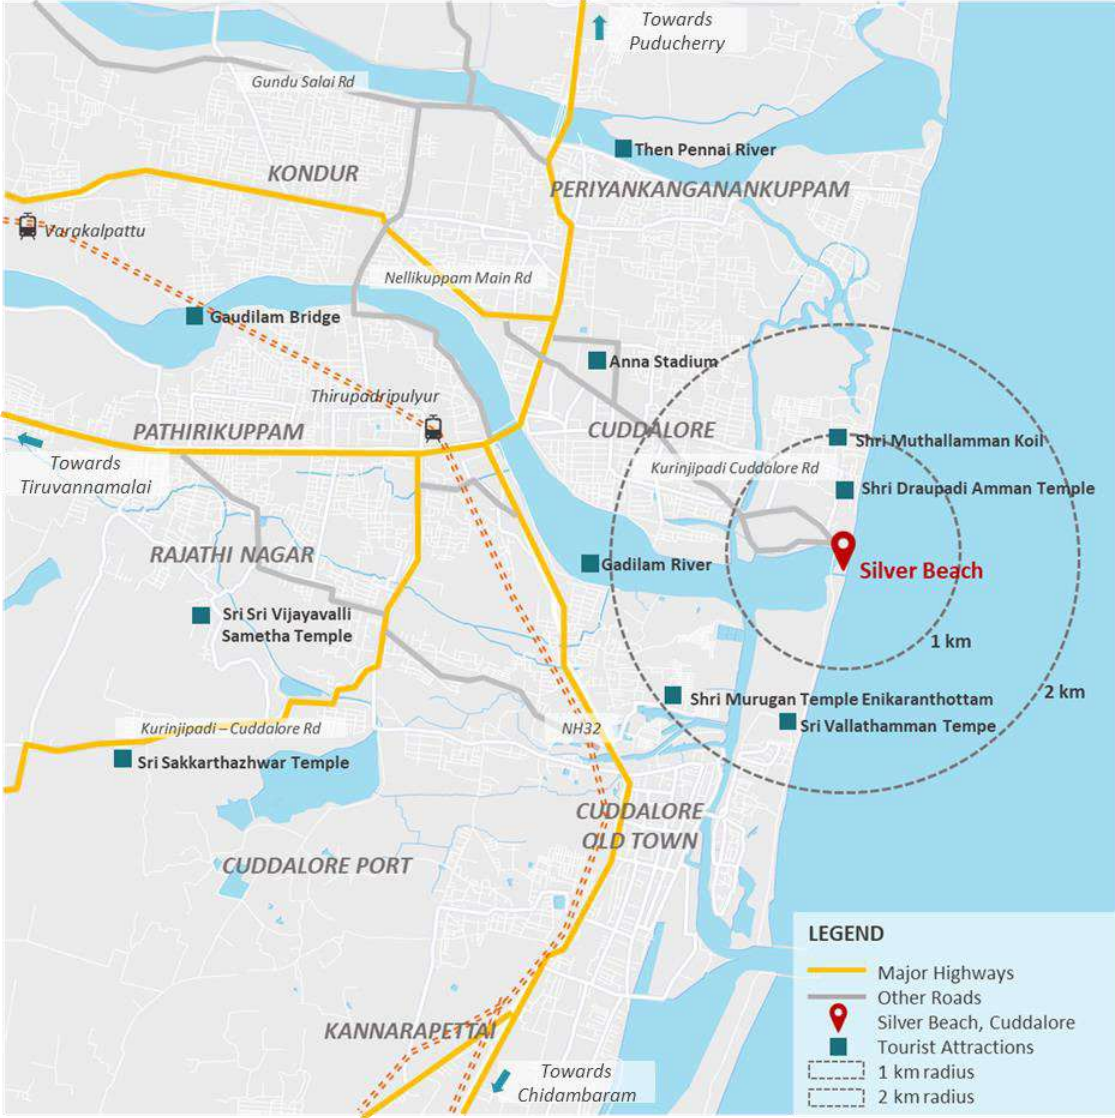 Towards
Puducherry
Gundu Salai Rd
Then Pennai River
KONDUR
PERIYANKANGANANKUPPAM
Varakalpattu
Nellikuppam Main Rd
Gaudilam Bridge
Anna Stadium
Thirupadripulyur
PATHIRIKUPPAM
CUDDALORE
Shri Muthallamman Koil
Towards
Tiruvannamalai
Kurinjipadi Cuddalore Rd
Shri Draupadi Amman Temple
RAJATHI NAGAR
Gadilam River
Silver Beach
Sri Sri Vijayavalli
Sametha Temple
1 km
2 km
Shri Murugan Temple Enikaranthottam
Kurinjipadi – Cuddalore Rd
NH32
Sri Vallathamman Tempe
Sri Sakkarthazhwar Temple
CUDDALORE
OLD TOWN
CUDDALORE PORT
KANNARAPETTAI
Towards
Chidambaram
LEGEND
Major Highways
Other Roads
Silver Beach, Cuddalore
Tourist Attractions
1 km radius
2 km radius